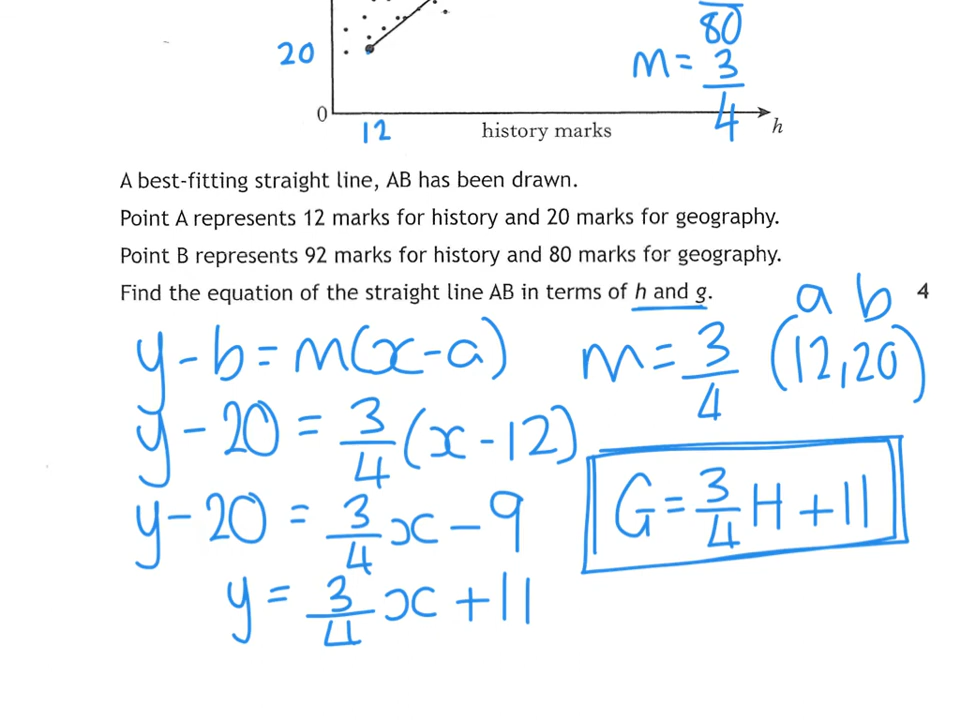 80
20
m = 3/4
0
12
history marks
h
A best-fitting straight line, AB has been drawn.
Point A represents 12 marks for history and 20 marks for geography.
Point B represents 92 marks for history and 80 marks for geography.
Find the equation of the straight line AB in terms of h and g.
4
a b
y - b = m(x - a)
m = 3/4 (12,20)
y - 20 = 3/4 (x - 12)
y - 20 = 3/4 x - 9
G = 3/4 H + 11
y = 3/4 x + 11